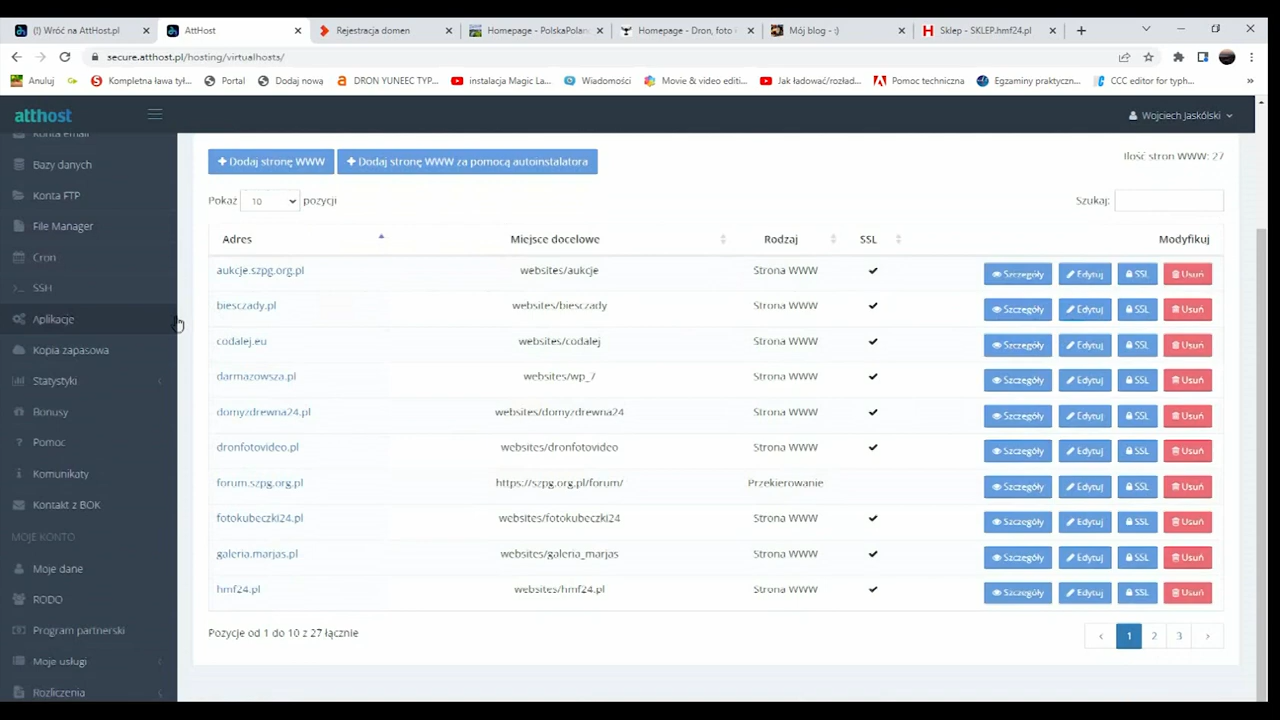 (!) Wróć na AttHost.pl
AttHost
Rejestracja domen
Homepage - PolskaPolan
Homepage - Dron, foto i
Mój blog - :)
Sklep - SKLEP.hmf24.pl
secure.atthost.pl/hosting/virtualhosts/
Anuluj
Kompletna ława tył...
Portal
Dodaj nową
DRON YUNEEC TYP...
instalacja Magic La...
Wiadomości
Movie & video editi...
Jak ładować/rozład...
Pomoc techniczna
Egzaminy praktyczn...
CCC editor for typh...
atthost
Wojciech Jaskólski
Konta email
Bazy danych
Konta FTP
File Manager
Cron
SSH
Aplikacje
Kopia zapasowa
Statystyki
Bonusy
Pomoc
Komunikaty
Kontakt z BOK
MOJE KONTO
Moje dane
RODO
Program partnerski
Moje usługi
Rozliczenia
+ Dodaj stronę WWW
+ Dodaj stronę WWW za pomocą autoinstalatora
Ilość stron WWW: 27
Pokaż 10 pozycji
Szukaj:
Adres Miejsce docelowe Rodzaj SSL Modyfikuj
aukcje.szpg.org.pl websites/aukcje Strona WWW ✔ Szczegóły Edytuj SSL Usuń
biesczady.pl websites/biesczady Strona WWW ✔ Szczegóły Edytuj SSL Usuń
codalej.eu websites/codalej Strona WWW ✔ Szczegóły Edytuj SSL Usuń
darmazowsza.pl websites/wp_7 Strona WWW ✔ Szczegóły Edytuj SSL Usuń
domyzdrewna24.pl websites/domyzdrewna24 Strona WWW ✔ Szczegóły Edytuj SSL Usuń
dronfotovideo.pl websites/dronfotovideo Strona WWW ✔ Szczegóły Edytuj SSL Usuń
forum.szpg.org.pl https://szpg.org.pl/forum/ Przekierowanie Szczegóły Edytuj SSL Usuń
fotokubeczki24.pl websites/fotokubeczki24 Strona WWW ✔ Szczegóły Edytuj SSL Usuń
galeria.marjas.pl websites/galeria_marjas Strona WWW ✔ Szczegóły Edytuj SSL Usuń
hmf24.pl websites/hmf24.pl Strona WWW ✔ Szczegóły Edytuj SSL Usuń
Pozycje od 1 do 10 z 27 łącznie
‹ 1 2 3 ›